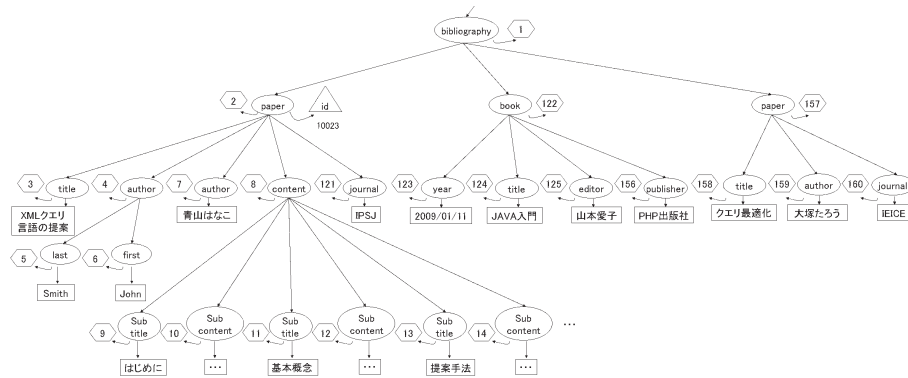 bibliography
1
2
paper
id
10023
book
122
paper
157
3
title
4
author
7
author
8
content
121
journal
123
year
124
title
125
editor
156
publisher
158
title
159
author
160
journal
XMLクエリ
言語の提案
青山はなこ
IPSJ
2009/01/11
JAVA入門
山本愛子
PHP出版社
クエリ最適化
大塚たろう
IEICE
5
last
6
first
Smith
John
9
Sub
title
10
Sub
content
11
Sub
title
12
Sub
content
13
Sub
title
14
Sub
content
…
はじめに
…
基本概念
…
提案手法
…